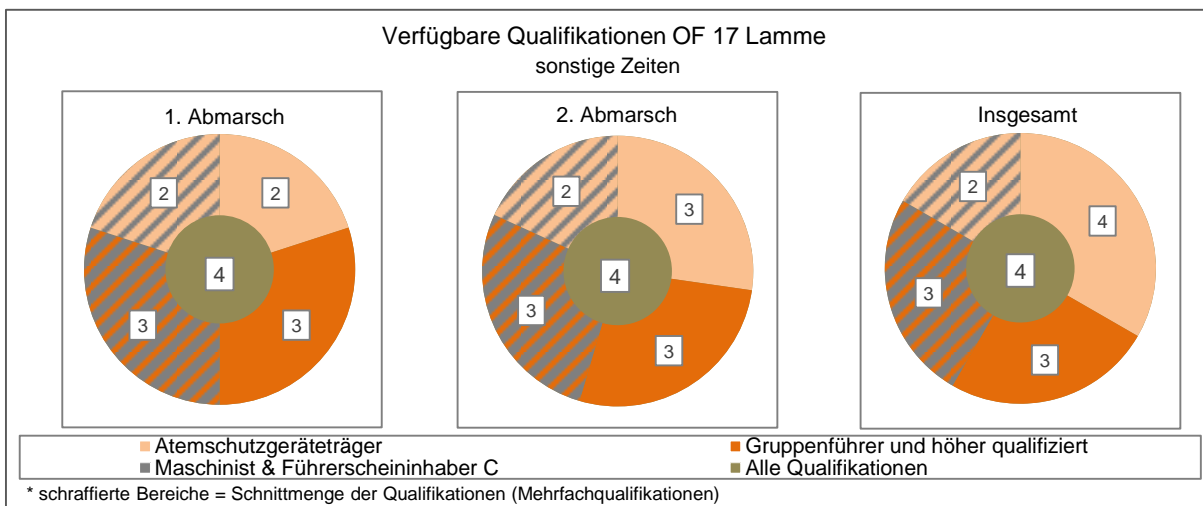 Verfügbare Qualifikationen OF 17 Lamme
sonstige Zeiten
1. Abmarsch
2
2
4
3
3
2. Abmarsch
2
3
4
3
3
Insgesamt
2
4
4
3
3
Atemschutzgeräteträger
Gruppenführer und höher qualifiziert
Maschinist & Führerscheininhaber C
Alle Qualifikationen
* schraffierte Bereiche = Schnittmenge der Qualifikationen (Mehrfachqualifikationen)